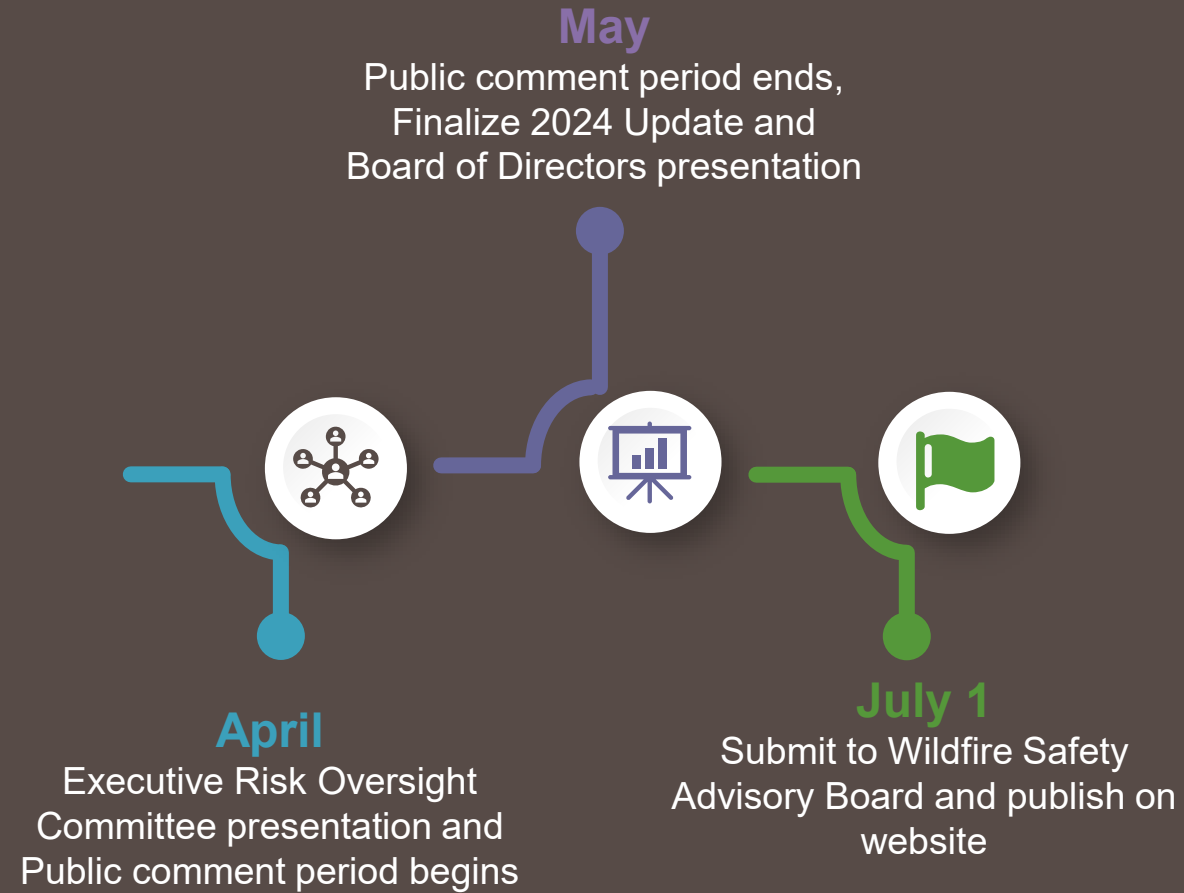 May
Public comment period ends,
Finalize 2024 Update and
Board of Directors presentation
April
Executive Risk Oversight
Committee presentation and
Public comment period begins
July 1
Submit to Wildfire Safety
Advisory Board and publish on
website